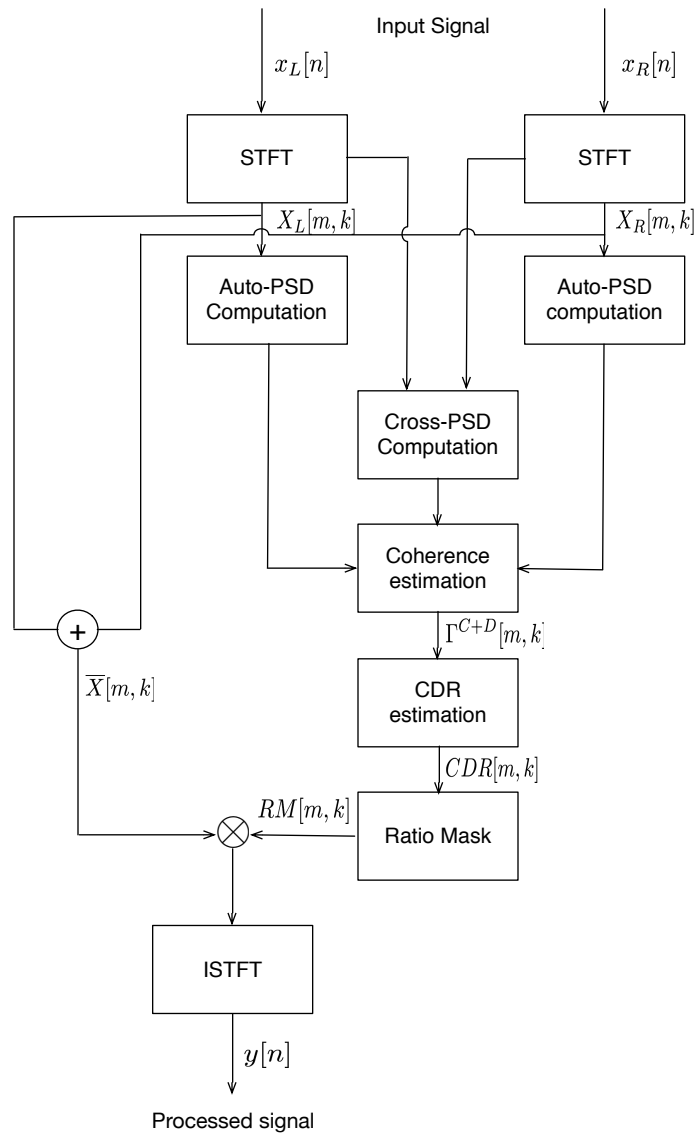 Input Signal
x_L[n]
x_R[n]
STFT
STFT
X_L[m, k]
X_R[m, k]
Auto-PSD
Computation
Auto-PSD
computation
Cross-PSD
Computation
Coherence
estimation
Γ^{C+D}[m, k]
+
X̅[m, k]
CDR
estimation
CDR[m, k]
RM[m, k]
Ratio Mask
ISTFT
y[n]
Processed signal